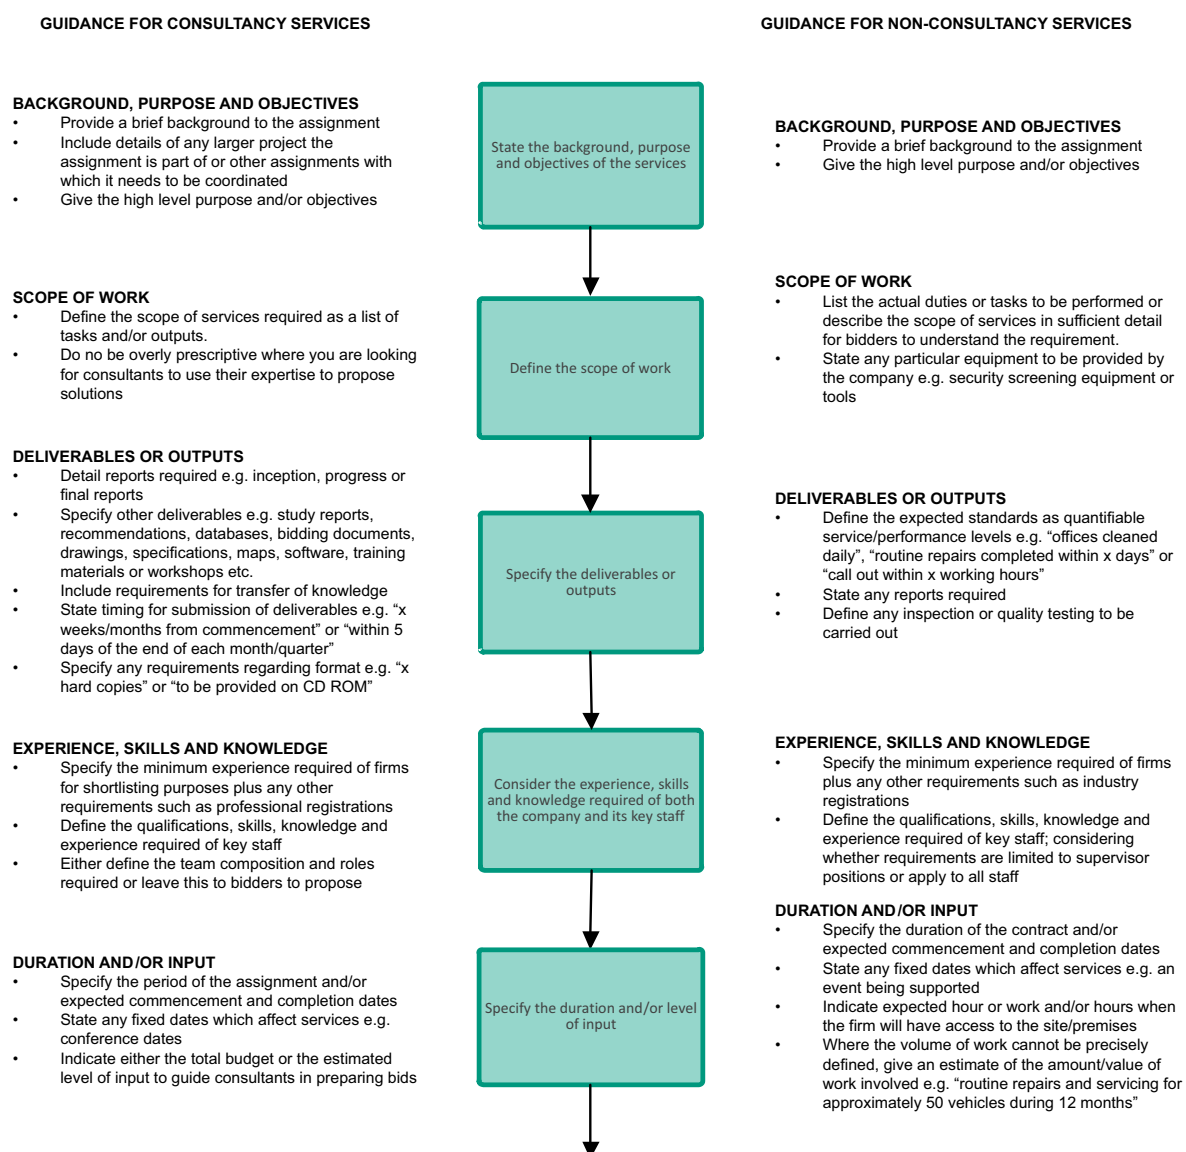 GUIDANCE FOR CONSULTANCY SERVICES
BACKGROUND, PURPOSE AND OBJECTIVES
• Provide a brief background to the assignment
• Include details of any larger project the
assignment is part of or other assignments with
which it needs to be coordinated
• Give the high level purpose and/or objectives
SCOPE OF WORK
• Define the scope of services required as a list of
tasks and/or outputs.
• Do no be overly prescriptive where you are looking
for consultants to use their expertise to propose
solutions
DELIVERABLES OR OUTPUTS
• Detail reports required e.g. inception, progress or
final reports
• Specify other deliverables e.g. study reports,
recommendations, databases, bidding documents,
drawings, specifications, maps, software, training
materials or workshops etc.
• Include requirements for transfer of knowledge
• State timing for submission of deliverables e.g. “x
weeks/months from commencement” or “within 5
days of the end of each month/quarter”
• Specify any requirements regarding format e.g. “x
hard copies” or “to be provided on CD ROM”
EXPERIENCE, SKILLS AND KNOWLEDGE
• Specify the minimum experience required of firms
for shortlisting purposes plus any other
requirements such as professional registrations
• Define the qualifications, skills, knowledge and
experience required of key staff
• Either define the team composition and roles
required or leave this to bidders to propose
DURATION AND/OR INPUT
• Specify the period of the assignment and/or
expected commencement and completion dates
• State any fixed dates which affect services e.g.
conference dates
• Indicate either the total budget or the estimated
level of input to guide consultants in preparing bids
State the background, purpose
and objectives of the services
Define the scope of work
Specify the deliverables or
outputs
Consider the experience, skills
and knowledge required of both
the company and its key staff
Specify the duration and/or level
of input
GUIDANCE FOR NON-CONSULTANCY SERVICES
BACKGROUND, PURPOSE AND OBJECTIVES
• Provide a brief background to the assignment
• Give the high level purpose and/or objectives
SCOPE OF WORK
• List the actual duties or tasks to be performed or
describe the scope of services in sufficient detail
for bidders to understand the requirement.
• State any particular equipment to be provided by
the company e.g. security screening equipment or
tools
DELIVERABLES OR OUTPUTS
• Define the expected standards as quantifiable
service/performance levels e.g. “offices cleaned
daily”, “routine repairs completed within x days” or
“call out within x working hours”
• State any reports required
• Define any inspection or quality testing to be
carried out
EXPERIENCE, SKILLS AND KNOWLEDGE
• Specify the minimum experience required of firms
plus any other requirements such as industry
registrations
• Define the qualifications, skills, knowledge and
experience required of key staff; considering
whether requirements are limited to supervisor
positions or apply to all staff
DURATION AND/OR INPUT
• Specify the duration of the contract and/or
expected commencement and completion dates
• State any fixed dates which affect services e.g. an
event being supported
• Indicate expected hour or work and/or hours when
the firm will have access to the site/premises
• Where the volume of work cannot be precisely
defined, give an estimate of the amount/value of
work involved e.g. “routine repairs and servicing for
approximately 50 vehicles during 12 months”